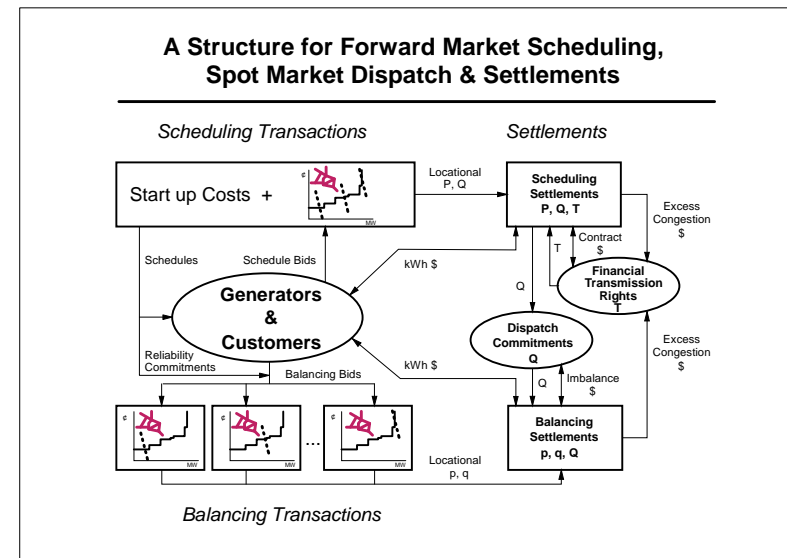 A Structure for Forward Market Scheduling,
Spot Market Dispatch & Settlements
Scheduling Transactions
Settlements
Start up Costs +
¢
MW
Locational
P, Q
Scheduling
Settlements
P, Q, T
Excess
Congestion
$
Schedules
Schedule Bids
kWh $
T
Contract
$
Financial
Transmission
Rights
T
Generators
&
Customers
Q
Dispatch
Commitments
Q
Reliability
Commitments
Balancing Bids
kWh $
Q
Imbalance
$
Excess
Congestion
$
¢
MW
¢
MW
...
¢
MW
Balancing
Settlements
p, q, Q
Locational
p, q
Balancing Transactions